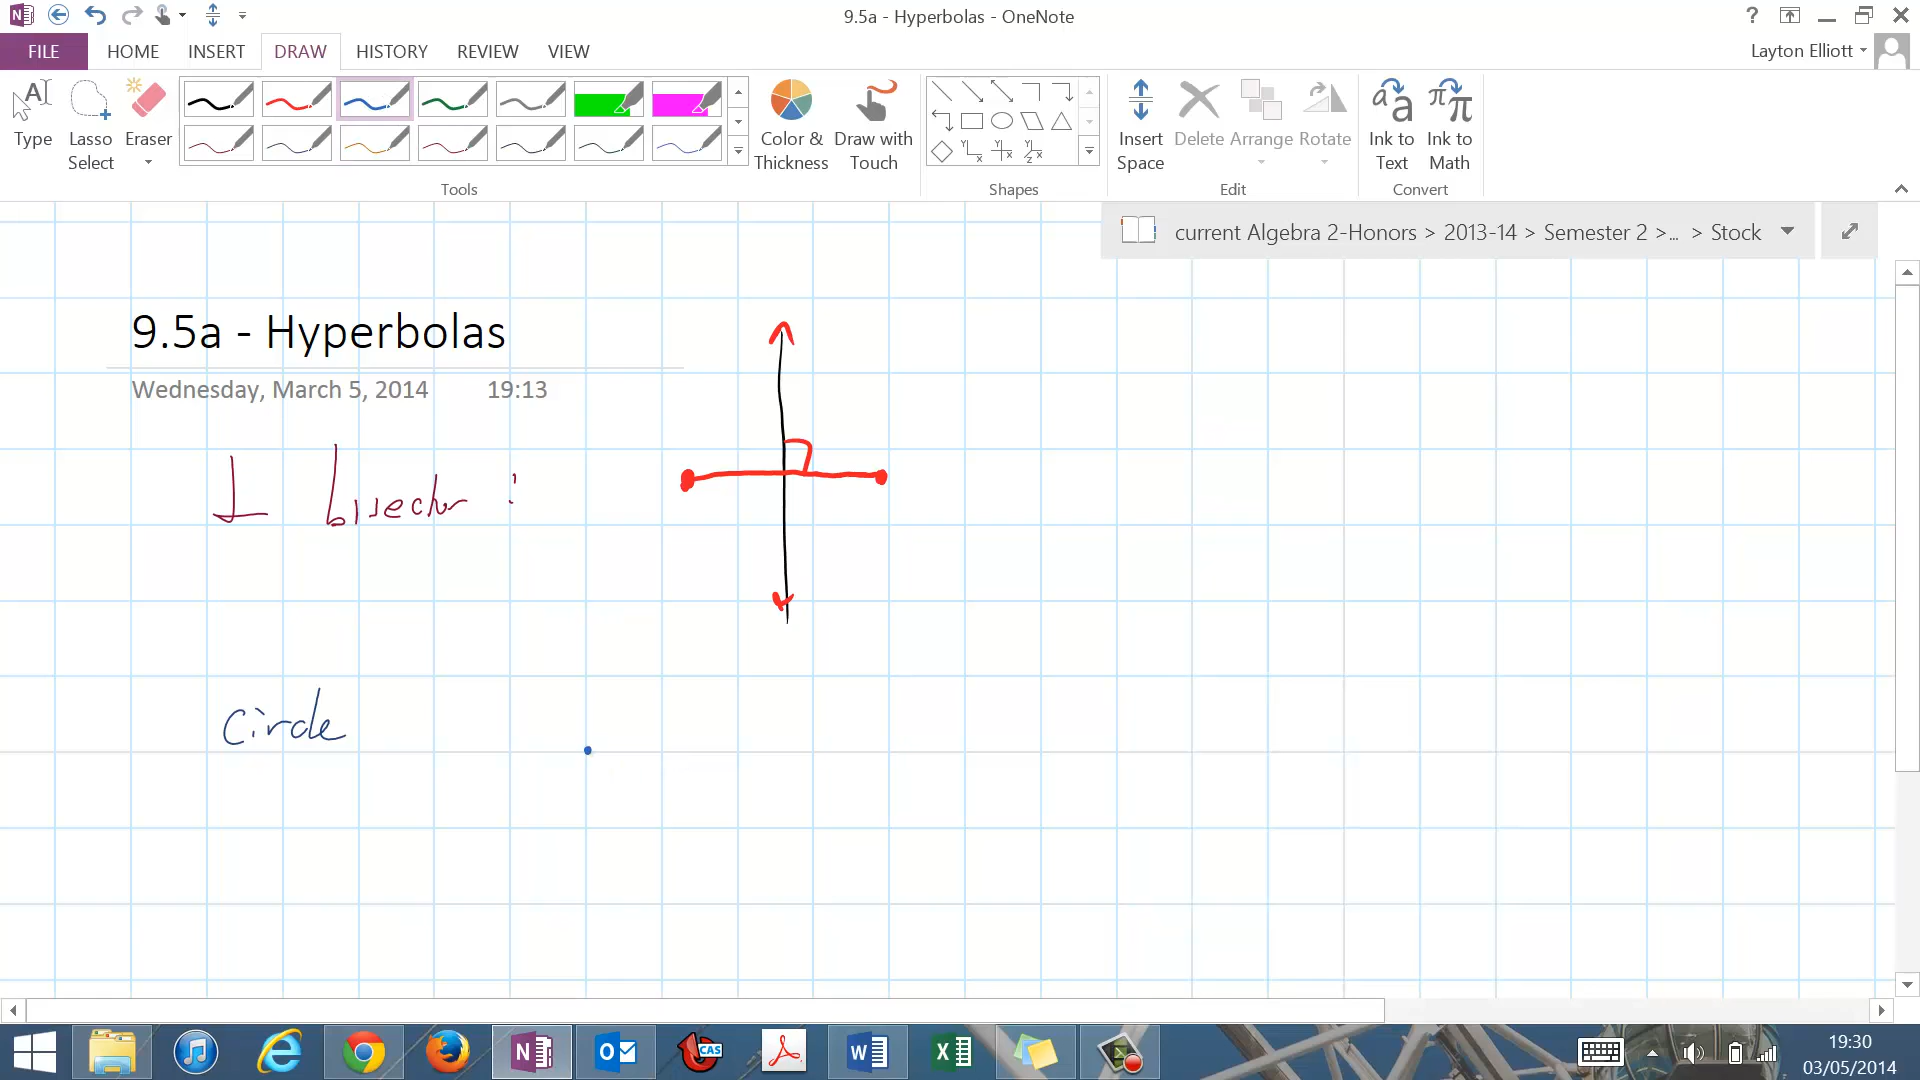 9.5a - Hyperbolas - OneNote
?
FILE HOME INSERT DRAW HISTORY REVIEW VIEW
Layton Elliott
Type
Lasso Select
Eraser
Color & Thickness
Draw with Touch
Insert Space
Delete
Arrange
Rotate
Ink to Text
Ink to Math
Tools
Shapes
Edit
Convert
current Algebra 2-Honors > 2013-14 > Semester 2 >... > Stock
9.5a - Hyperbolas
Wednesday, March 5, 2014 19:13
⊥ bisector :
Circle
CAS
19:30
03/05/2014